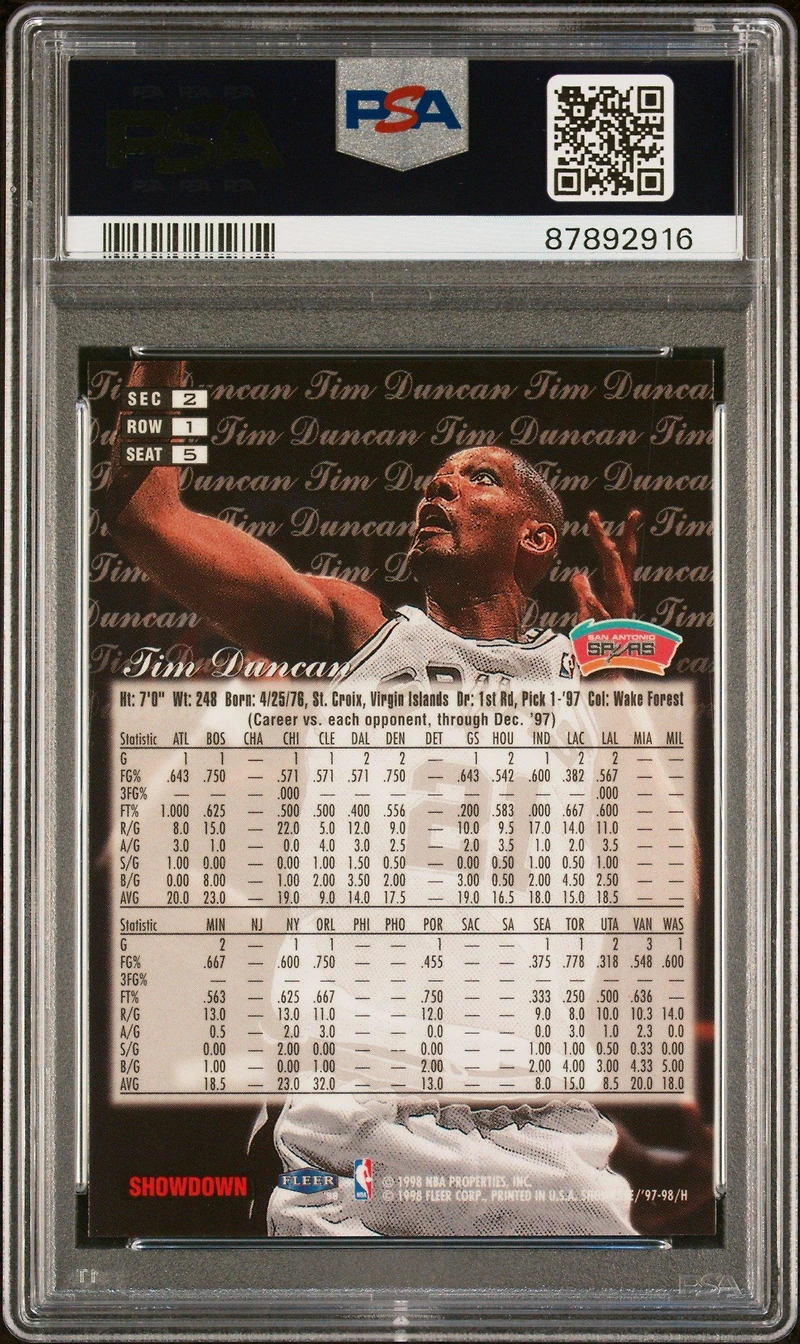 PSA PSA PSA
PSA
PSA PSA PSA
PSA
87892916
SEC 2
ROW 1
SEAT 5
Duncan Tim Duncan Tim
Tim Duncan Tim Duncan Tim
Duncan Tim
Tim Duncan
Tim
Tim
Duncan
Tim
SAN ANTONIO
SPURS
Tim Duncan
Ht: 7'0" Wt: 248 Born: 4/25/76, St. Croix, Virgin Islands Dr: 1st Rd, Pick 1-'97 Col: Wake Forest
(Career vs. each opponent, through Dec. '97)
Statistic ATL BOS CHA CHI CLE DAL DEN DET GS HOU IND LAC LAL MIA MIL
G 1 1 — 1 1 2 2 — 1 2 1 2 2 — —
FG% .643 .750 — .571 .571 .571 .750 — .643 .542 .600 .382 .567 — —
3FG% — — — .000 — — — — — — — — .000 — —
FT% 1.000 .625 — .500 .500 .400 .556 — .200 .583 .000 .667 .600 — —
R/G 8.0 15.0 — 22.0 5.0 12.0 9.0 — 10.0 9.5 17.0 14.0 11.0 — —
A/G 3.0 1.0 — 0.0 4.0 3.0 2.5 — 2.0 3.5 1.0 2.0 3.5 — —
S/G 1.00 0.00 — 0.00 1.00 1.50 0.50 — 0.00 0.50 1.00 0.50 1.00 — —
B/G 0.00 8.00 — 1.00 2.00 3.50 2.00 — 3.00 0.50 2.00 4.50 2.50 — —
AVG 20.0 23.0 — 19.0 9.0 14.0 17.5 — 19.0 16.5 18.0 15.0 18.5 — —
Statistic MIN NJ NY ORL PHI PHO POR SAC SA SEA TOR UTA VAN WAS
G 2 — 1 1 — — 1 — — 1 1 2 3 1
FG% .667 — .600 .750 — — .455 — — .375 .778 .318 .548 .600
3FG% — — — — — — — — — — — — — —
FT% .563 — .625 .667 — — .750 — — .333 .250 .500 .636 —
R/G 13.0 — 13.0 11.0 — — 12.0 — — 9.0 8.0 10.0 10.3 14.0
A/G 0.5 — 2.0 3.0 — — 0.0 — — 0.0 3.0 1.0 2.3 0.0
S/G 0.00 — 2.00 0.00 — — 0.00 — — 1.00 1.00 0.50 0.33 0.00
B/G 1.00 — 0.00 1.00 — — 2.00 — — 2.00 4.00 3.00 4.33 5.00
AVG 18.5 — 23.0 32.0 — — 13.0 — — 8.0 15.0 8.5 20.0 18.0
SHOWDOWN
FLEER
NBA
© 1998 NBA PROPERTIES, INC.
© 1998 FLEER CORP., PRINTED IN U.S.A. /'97-98/H
PSA